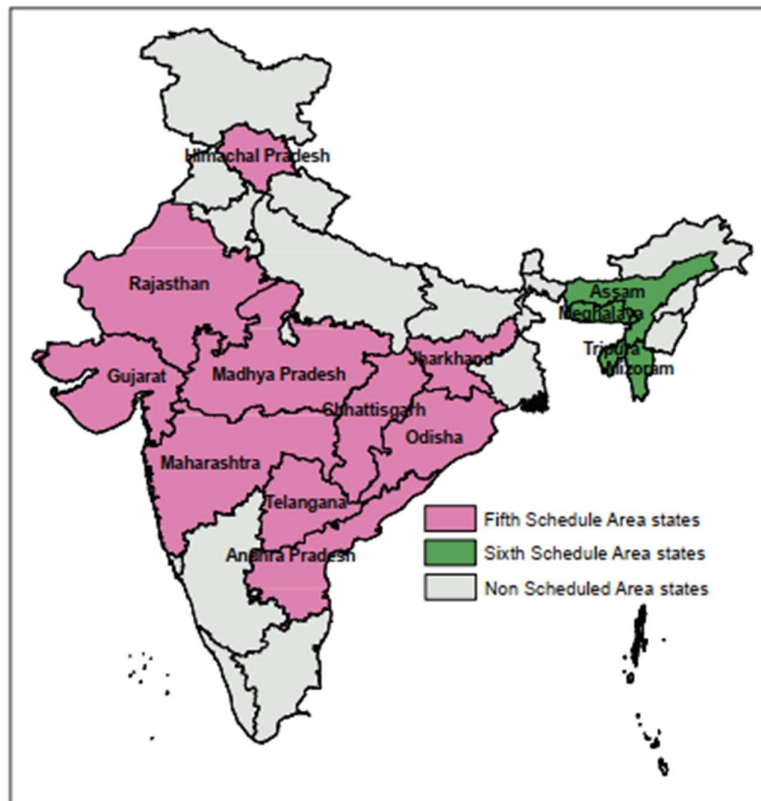 Himachal Pradesh
Rajasthan
Assam
Meghalaya
Tripura
Mizoram
Gujarat
Madhya Pradesh
Jharkhand
Chhattisgarh
Odisha
Maharashtra
Telangana
Andhra Pradesh
Fifth Schedule Area states
Sixth Schedule Area states
Non Scheduled Area states